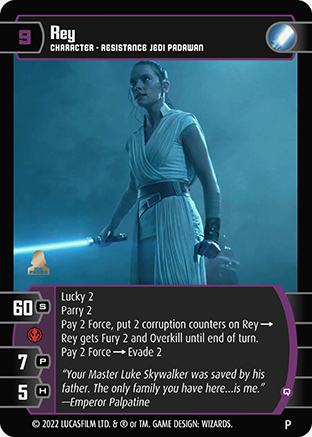 9
Rey
CHARACTER - RESISTANCE JEDI PADAWAN
60 S
7 P
5 H
Lucky 2
Parry 2
Pay 2 Force, put 2 corruption counters on Rey →
Rey gets Fury 2 and Overkill until end of turn.
Pay 2 Force → Evade 2
“Your Master Luke Skywalker was saved by his
father. The only family you have here...is me.”
—Emperor Palpatine
© 2022 LUCASFILM LTD. & ® or TM. GAME DESIGN: WIZARDS.
P